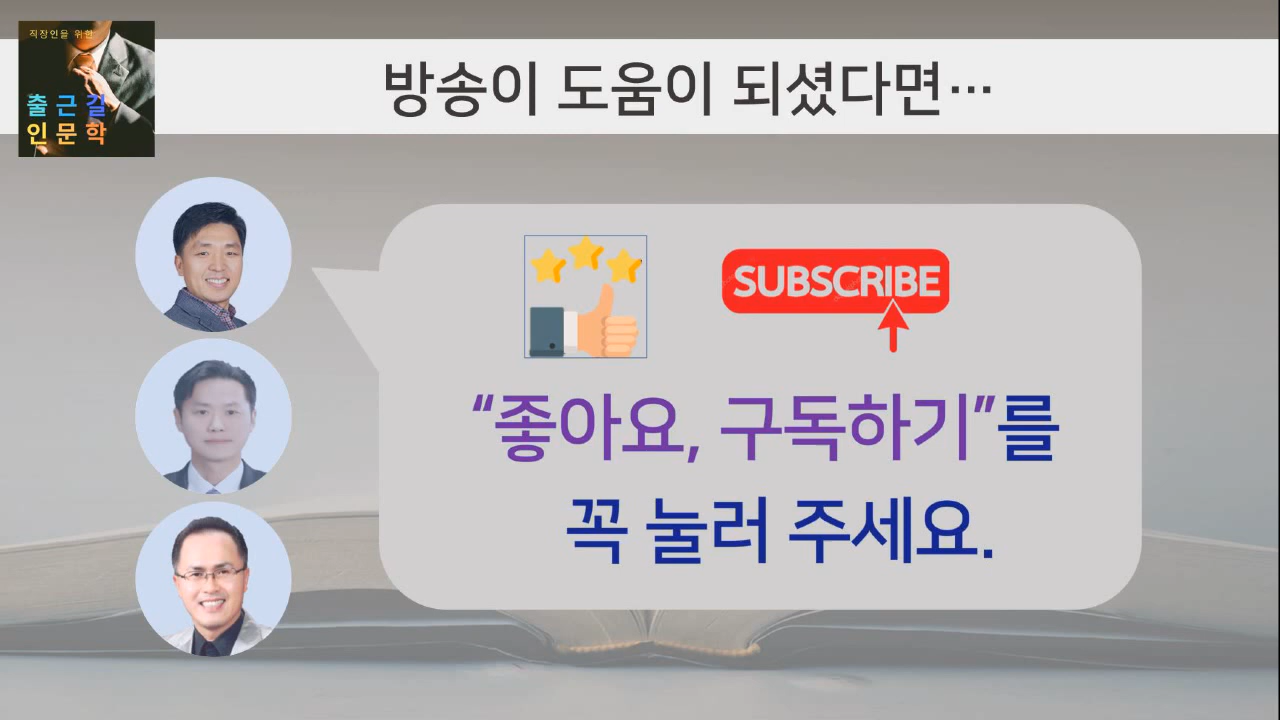 직장인을 위한
출근길
인문학
방송이 도움이 되셨다면…
SUBSCRIBE
“좋아요, 구독하기”를
꼭 눌러 주세요.